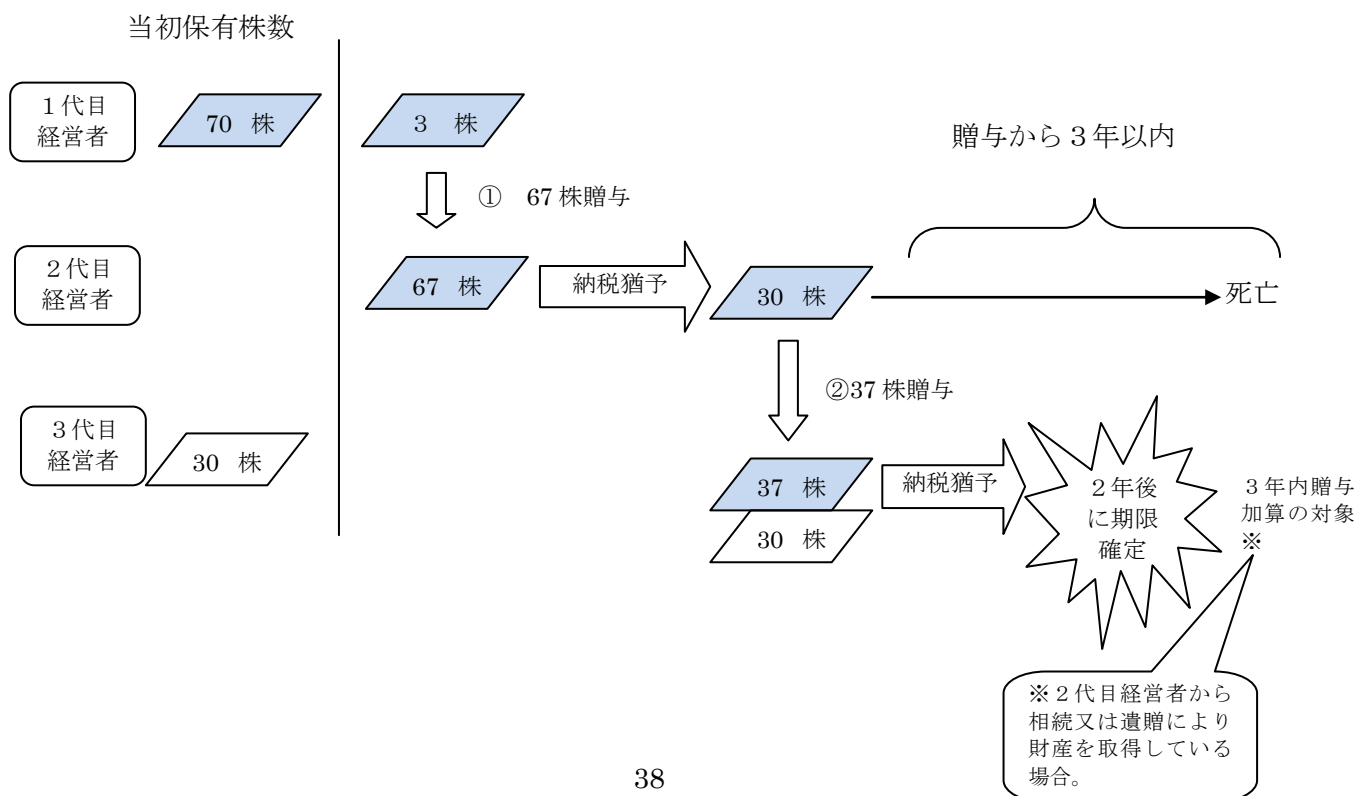 当初保有株数
1代目
経営者
70 株
3 株
① 67株贈与
贈与から3年以内
2代目
経営者
67 株
納税猶予
30 株
死亡
②37株贈与
3代目
経営者
30 株
37 株
30 株
納税猶予
2年後
に期限
確定
3年内贈与
加算の対象
※
※2代目経営者から
相続又は遺贈により
財産を取得している
場合。
38